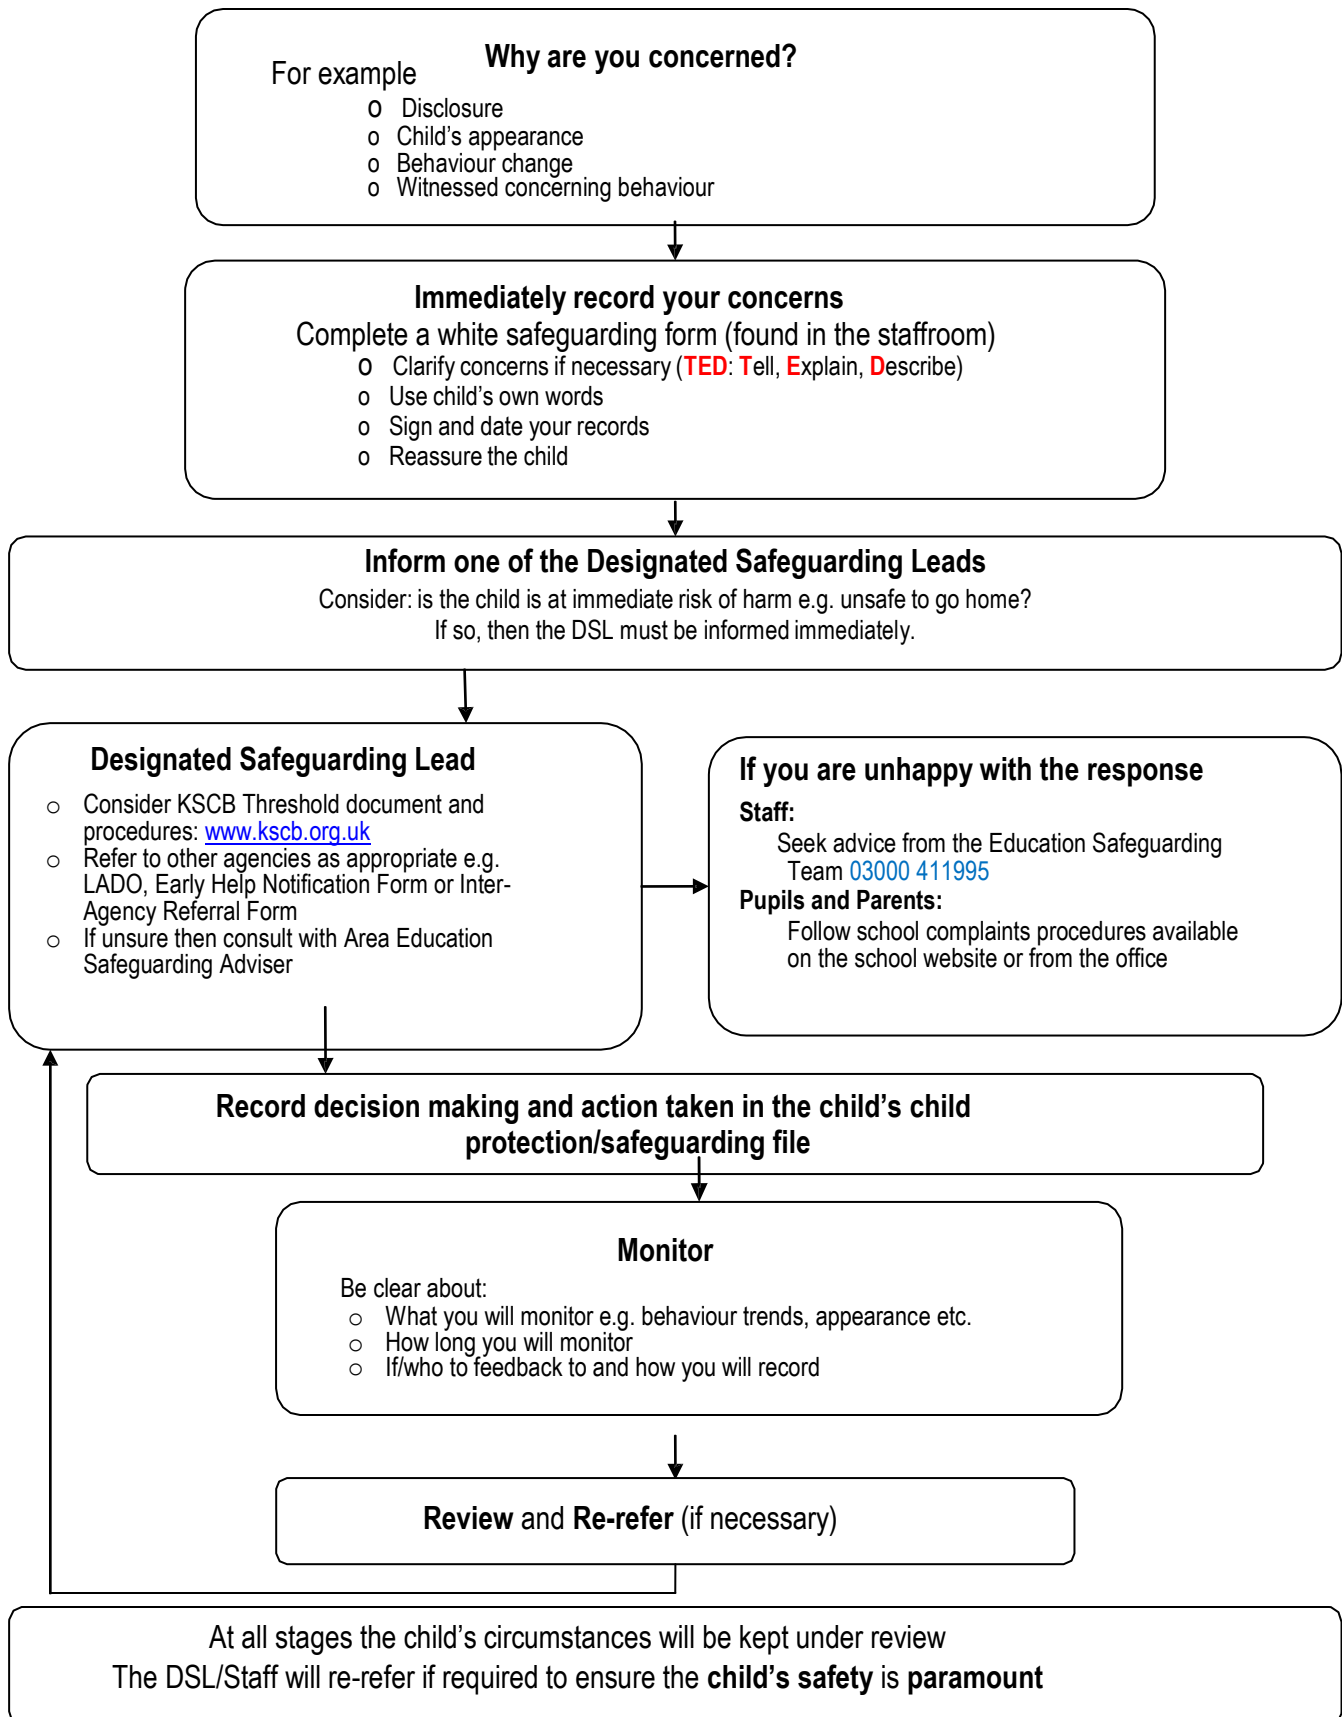 Why are you concerned?
For example
o Disclosure
o Child's appearance
o Behaviour change
o Witnessed concerning behaviour
Immediately record your concerns
Complete a white safeguarding form (found in the staffroom)
o Clarify concerns if necessary (TED: Tell, Explain, Describe)
o Use child's own words
o Sign and date your records
o Reassure the child
Inform one of the Designated Safeguarding Leads
Consider: is the child is at immediate risk of harm e.g. unsafe to go home?
If so, then the DSL must be informed immediately.
Designated Safeguarding Lead
o Consider KSCB Threshold document and
procedures: www.kscb.org.uk
o Refer to other agencies as appropriate e.g.
LADO, Early Help Notification Form or Inter-
Agency Referral Form
o If unsure then consult with Area Education
Safeguarding Adviser
If you are unhappy with the response
Staff:
Seek advice from the Education Safeguarding
Team 03000 411995
Pupils and Parents:
Follow school complaints procedures available
on the school website or from the office
Record decision making and action taken in the child's child
protection/safeguarding file
Monitor
Be clear about:
o What you will monitor e.g. behaviour trends, appearance etc.
o How long you will monitor
o If/who to feedback to and how you will record
Review and Re-refer (if necessary)
At all stages the child's circumstances will be kept under review
The DSL/Staff will re-refer if required to ensure the child's safety is paramount